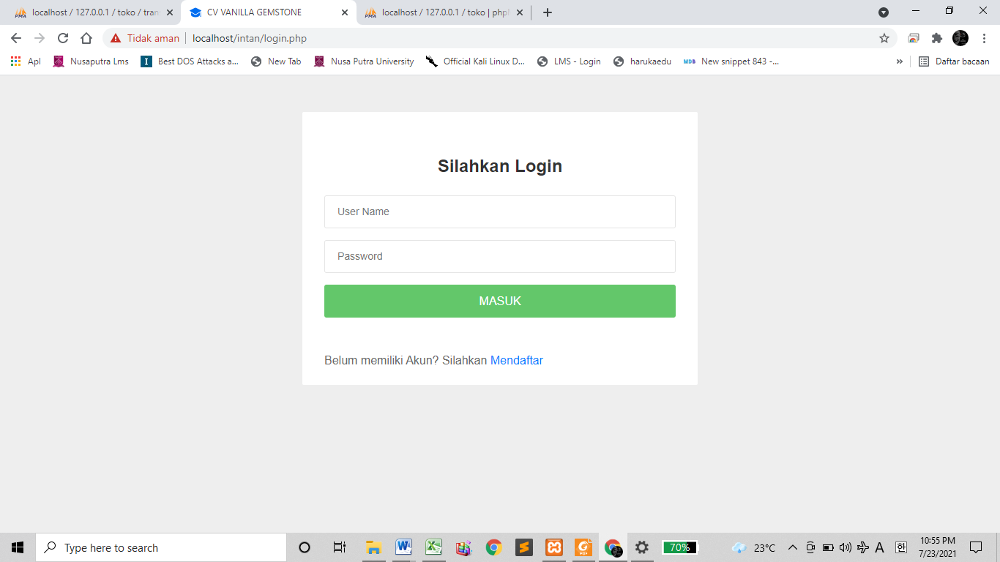 localhost / 127.0.0.1 / toko / tran
CV VANILLA GEMSTONE
localhost / 127.0.0.1 / toko | php
Tidak aman
localhost/intan/login.php
Apl
Nusaputra Lms
Best DOS Attacks a...
New Tab
Nusa Putra University
Official Kali Linux D...
LMS - Login
harukaedu
New snippet 843 -...
»
Daftar bacaan
Silahkan Login
User Name
Password
MASUK
Belum memiliki Akun? Silahkan Mendaftar
Type here to search
70%
23°C
A
한
10:55 PM
7/23/2021